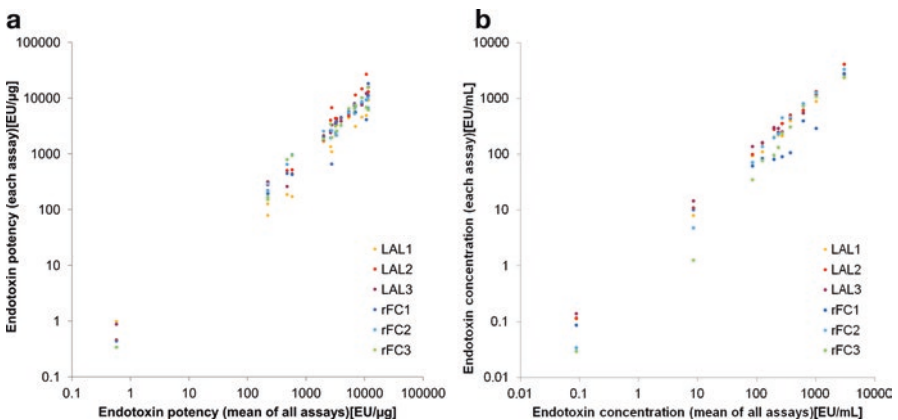 a
Endotoxin potency (each assay)[EU/µg]
100000
10000
1000
100
10
1
0.1
0.1
1
10
100
1000
10000
100000
Endotoxin potency (mean of all assays)[EU/µg]
LAL1
LAL2
LAL3
rFC1
rFC2
rFC3
b
Endotoxin concentration (each assay)[EU/mL]
10000
1000
100
10
1
0.1
0.01
0.01
0.1
1
10
100
1000
Endotoxin concentration (mean of all assays)[EU/mL]
LAL1
LAL2
LAL3
rFC1
rFC2
rFC3